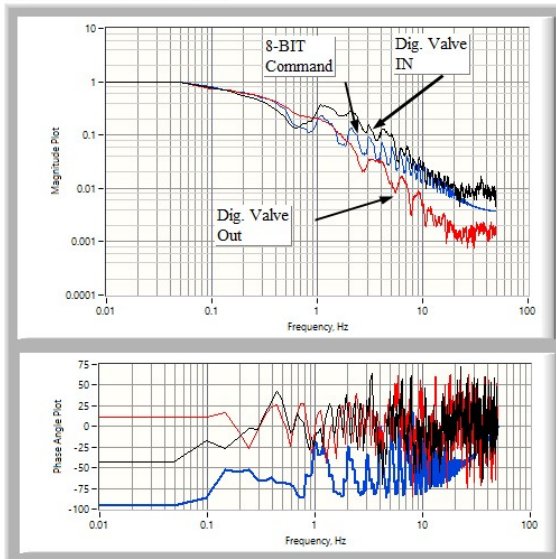 10
1
0.1
0.01
0.001
0.0001
Magnitude Plot
8-BIT
Command
Dig. Valve
IN
Dig. Valve
Out
0.01
0.1
1
10
100
Frequency, Hz
75
50
25
0
-25
-50
-75
-100
Phase Angle Plot
0.01
0.1
1
10
100
Frequency, Hz